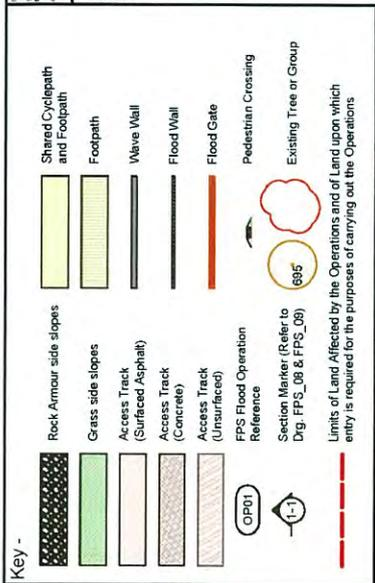 Key -
Rock Armour side slopes
Grass side slopes
Access Track
(Surfaced Asphalt)
Access Track
(Concrete)
Access Track
(Unsurfaced)
OP01
FPS Flood Operation
Reference
1-1
Section Marker (Refer to
Drg. FPS_08 & FPS_09)
Shared Cyclepath
and Footpath
Footpath
Wave Wall
Flood Wall
Flood Gate
Pedestrian Crossing
695
Existing Tree or Group
Limits of Land Affected by the Operations and of Land upon which
entry is required for the purposes of carrying out the Operations